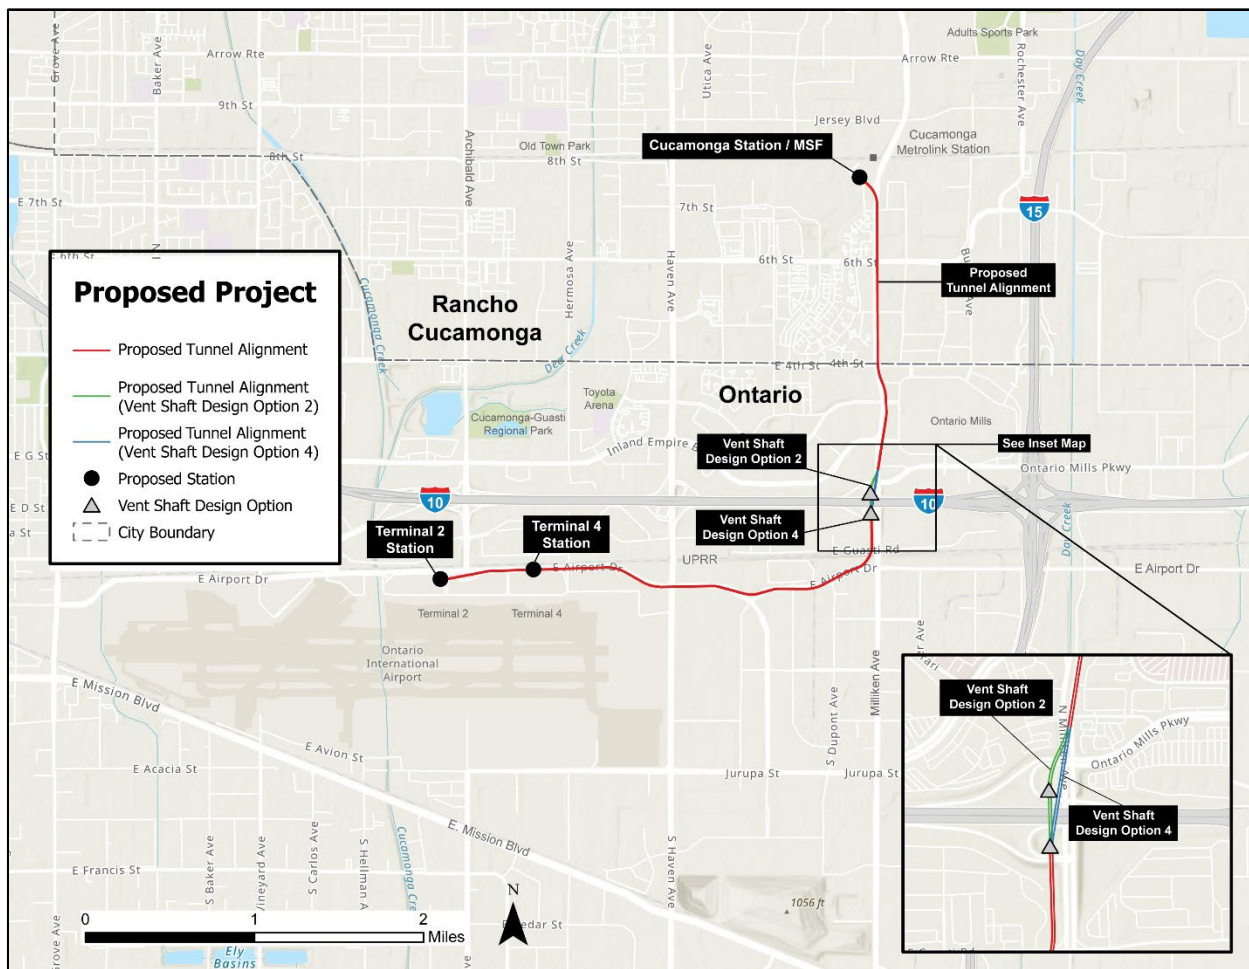 Adults Sports Park
Grove Ave
Baker Ave
Arrow Rte
Utica Ave
Arrow Rte
Rochester Ave
Day Creek
9th St
Archibald Ave
Jersey Blvd
Cucamonga
Metrolink Station
Old Town Park
8th St
8th St
Cucamonga Station / MSF
E 7th St
7th St
15
Hermosa Ave
Haven Ave
6th St
6th St
Proposed
Tunnel Alignment
Proposed Project
Proposed Tunnel Alignment
Proposed Tunnel Alignment
(Vent Shaft Design Option 2)
Proposed Tunnel Alignment
(Vent Shaft Design Option 4)
Proposed Station
Vent Shaft Design Option
City Boundary
Cucamonga Creek
Rancho
Cucamonga
Deer Creek
E 4th St
4th St
Ontario
Toyota
Arena
Cucamonga-Guasti
Regional Park
Ontario Mills
Inland Empire
Vent Shaft
Design Option 2
See Inset Map
Ontario Mills Pkwy
E G St
E D St
10
10
Vent Shaft
Design Option 4
Terminal 2
Station
Terminal 4
Station
UPRR
E Guasti Rd
Day Creek
E Airport Dr
E Airport Dr
E Airport Dr
E Airport Dr
Terminal 2
Terminal 4
Ontario
International
Airport
Milliken Ave
S Dupont Ave
E Mission Blvd
E Avion St
E Acacia St
Jurupa St
Jurupa St
E. Mission Blvd
E Francis St
S Baker Ave
Vineyard Ave
S Carlos Ave
S Hellman A
Cucamonga Cree
S Haven Ave
Grove Ave
Ely
Basins
1056 ft
N
0
1
2
Miles
Vent Shaft
Design Option 2
Ontario Mills Pkwy
Vent Shaft
Design Option 4